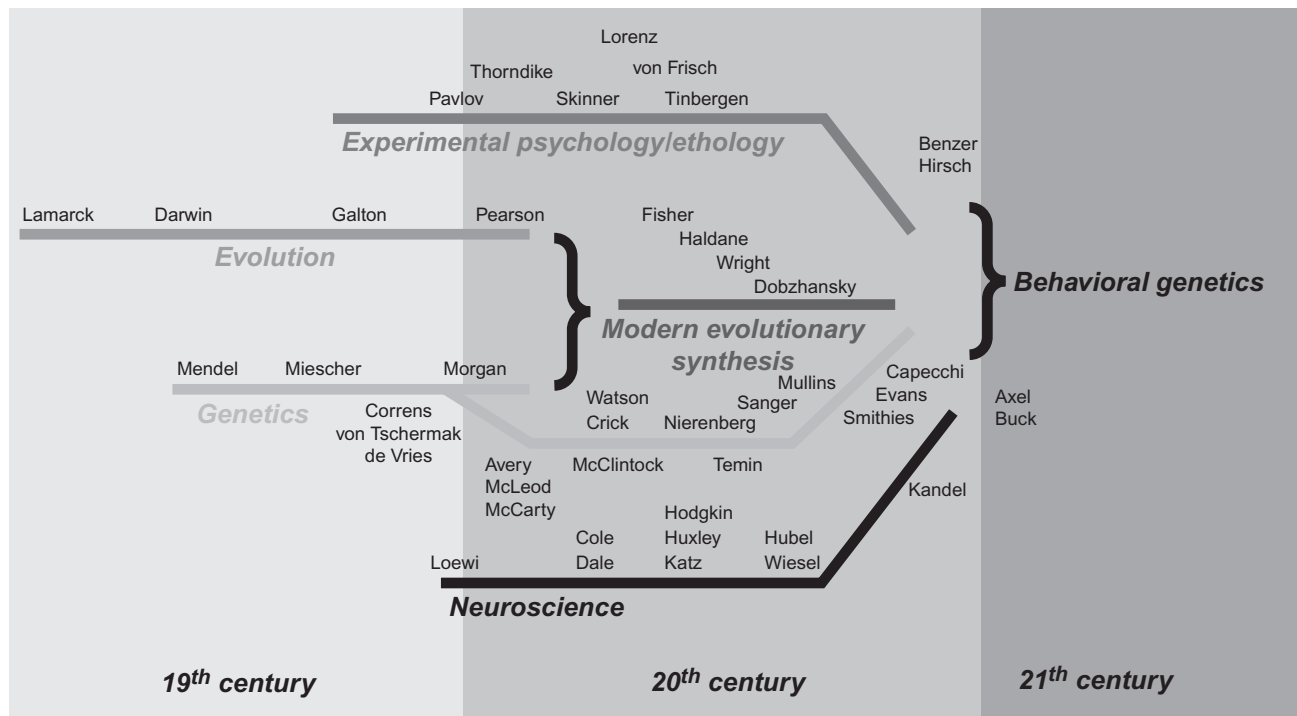 Lorenz
Thorndike
von Frisch
Pavlov
Skinner
Tinbergen
Experimental psychology/ethology
Benzer
Hirsch
Lamarck
Darwin
Galton
Pearson
Evolution
Fisher
Haldane
Wright
Dobzhansky
Modern evolutionary
synthesis
Behavioral genetics
Mendel
Miescher
Morgan
Genetics
Correns
von Tschermak
de Vries
Watson
Crick
Nierenberg
Sanger
Mullins
Capecchi
Evans
Smithies
Axel
Buck
Avery
McLeod
McCarty
McClintock
Temin
Kandel
Loewi
Cole
Dale
Hodgkin
Huxley
Katz
Hubel
Wiesel
Neuroscience
19th century
20th century
21th century